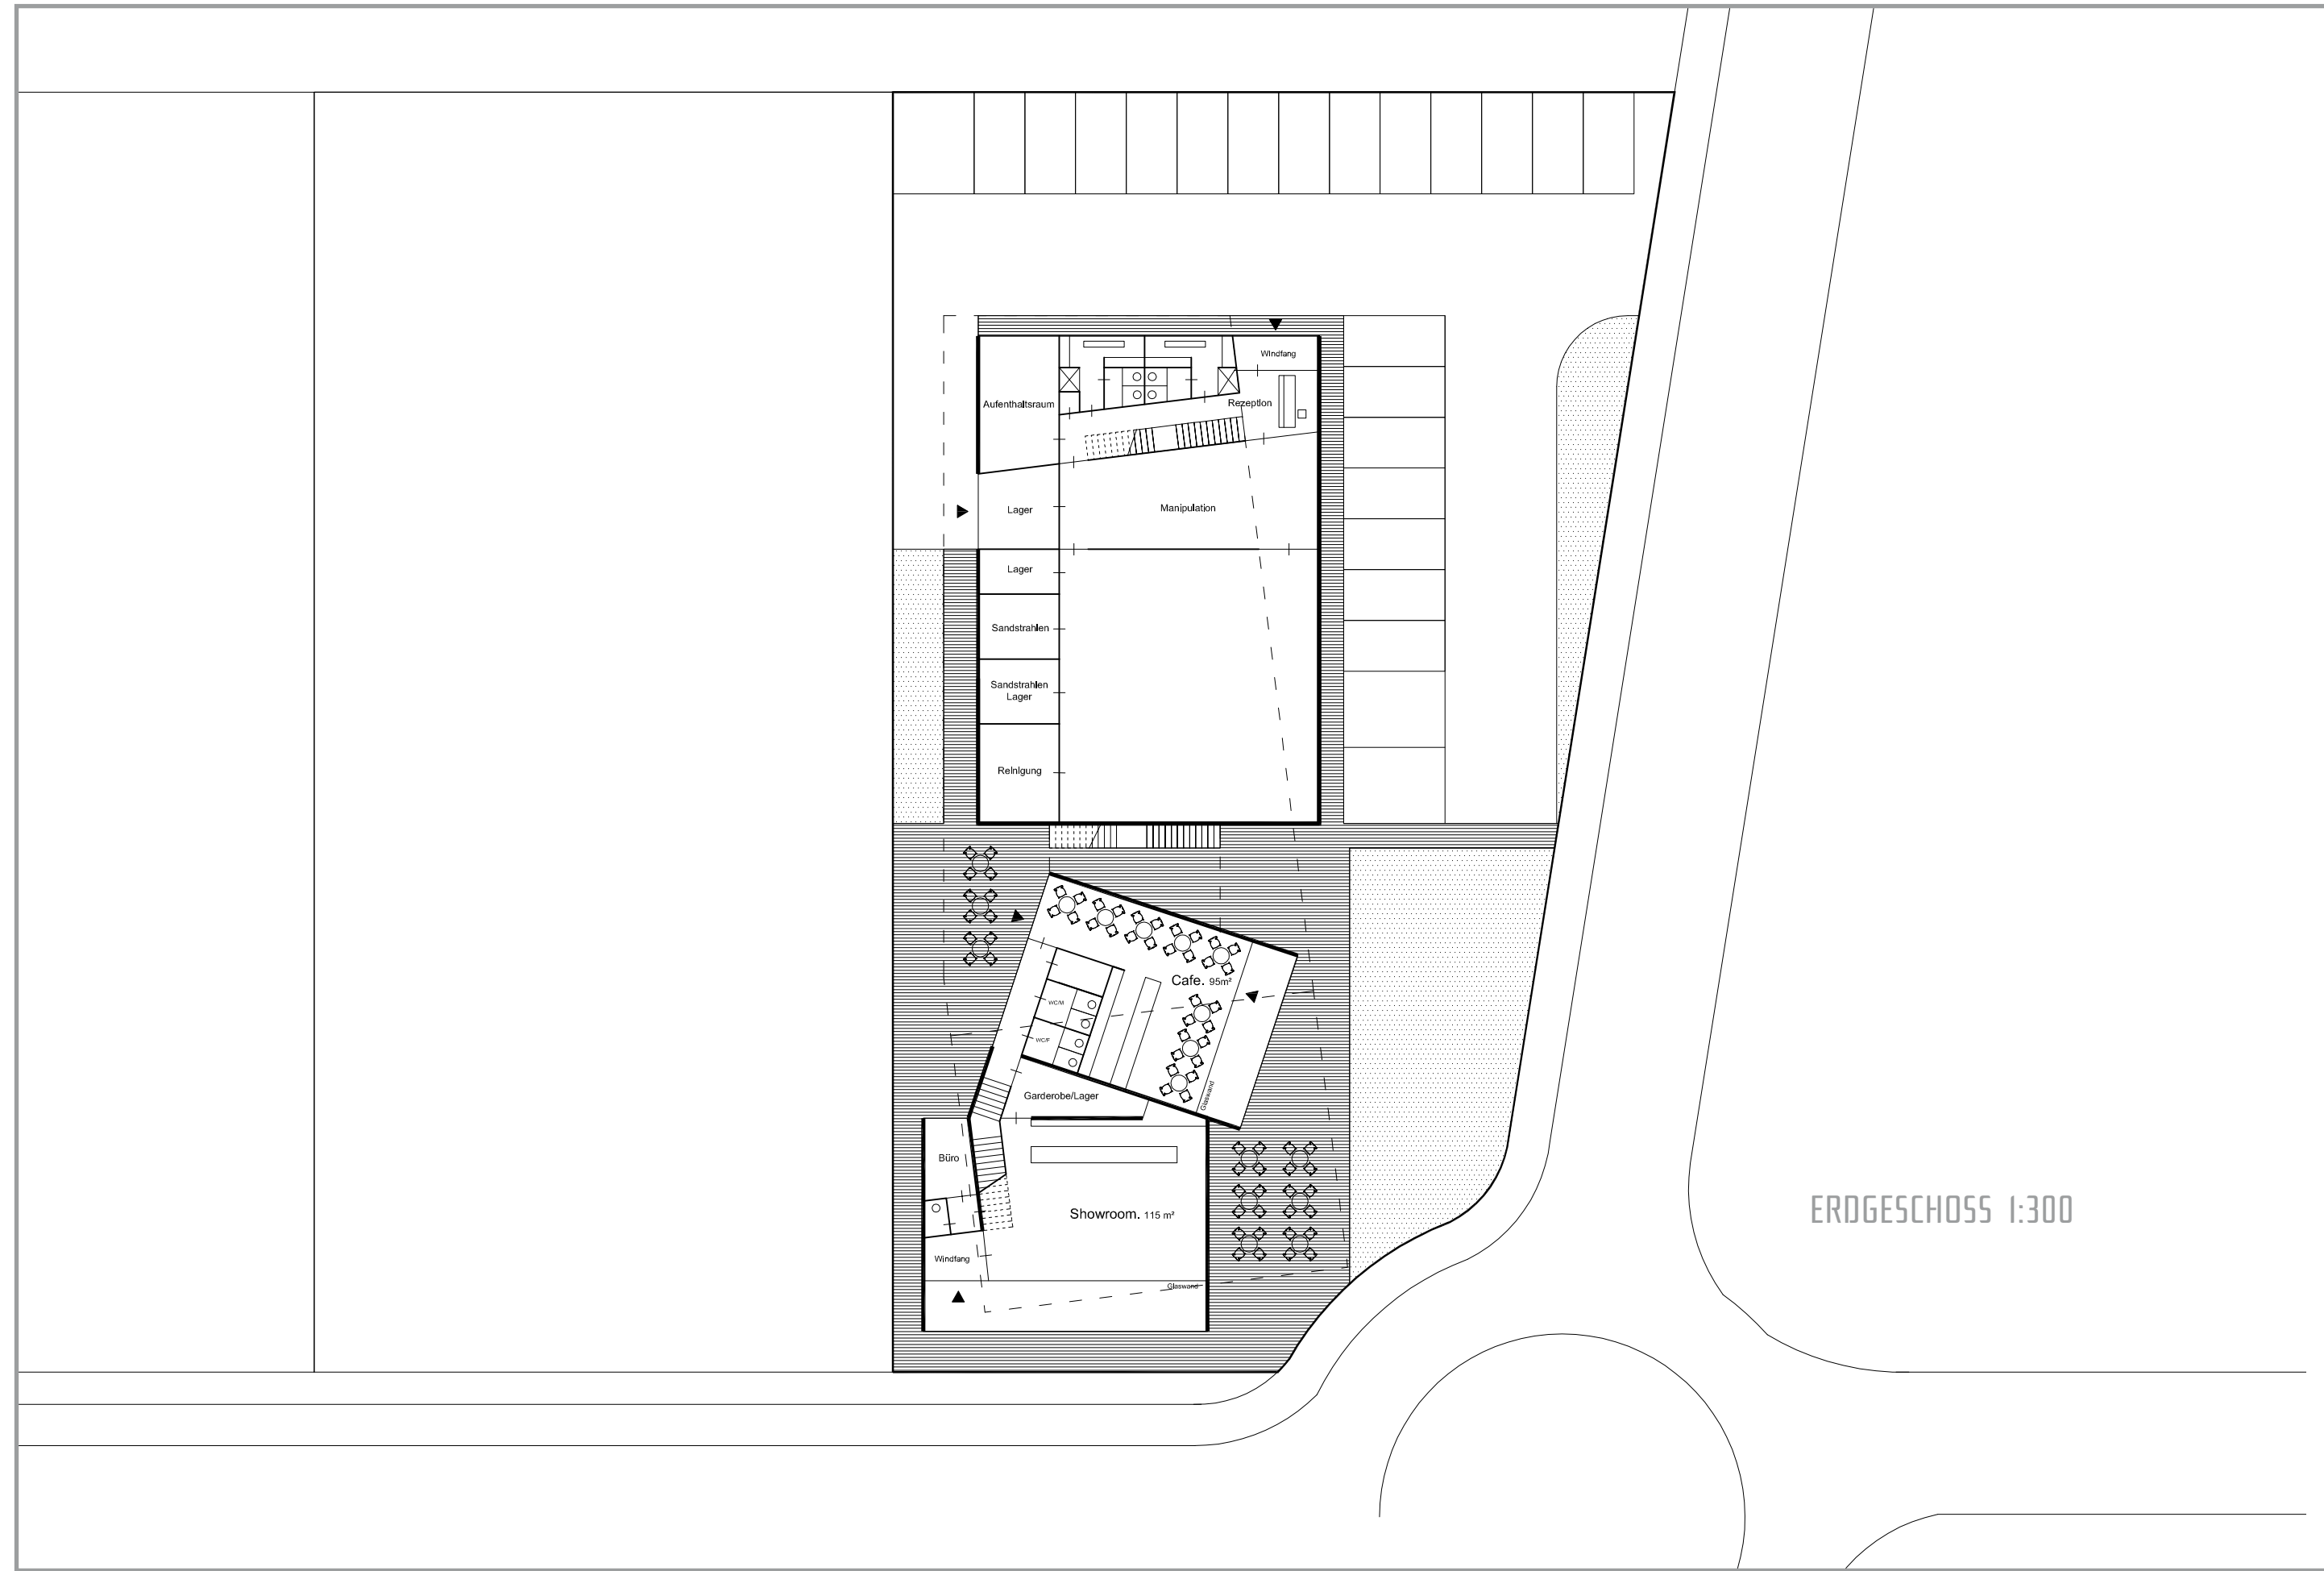 Windfang
Aufenthaltsraum
Rezeption
Lager
Manipulation
Lager
Sandstrahlen
Sandstrahlen
Lager
Reinigung
Cafe. 95m²
WC/M
WC/F
Glaswand
Garderobe/Lager
Büro
Showroom. 115 m²
Windfang
Glaswand
ERDGESCHOSS 1:300